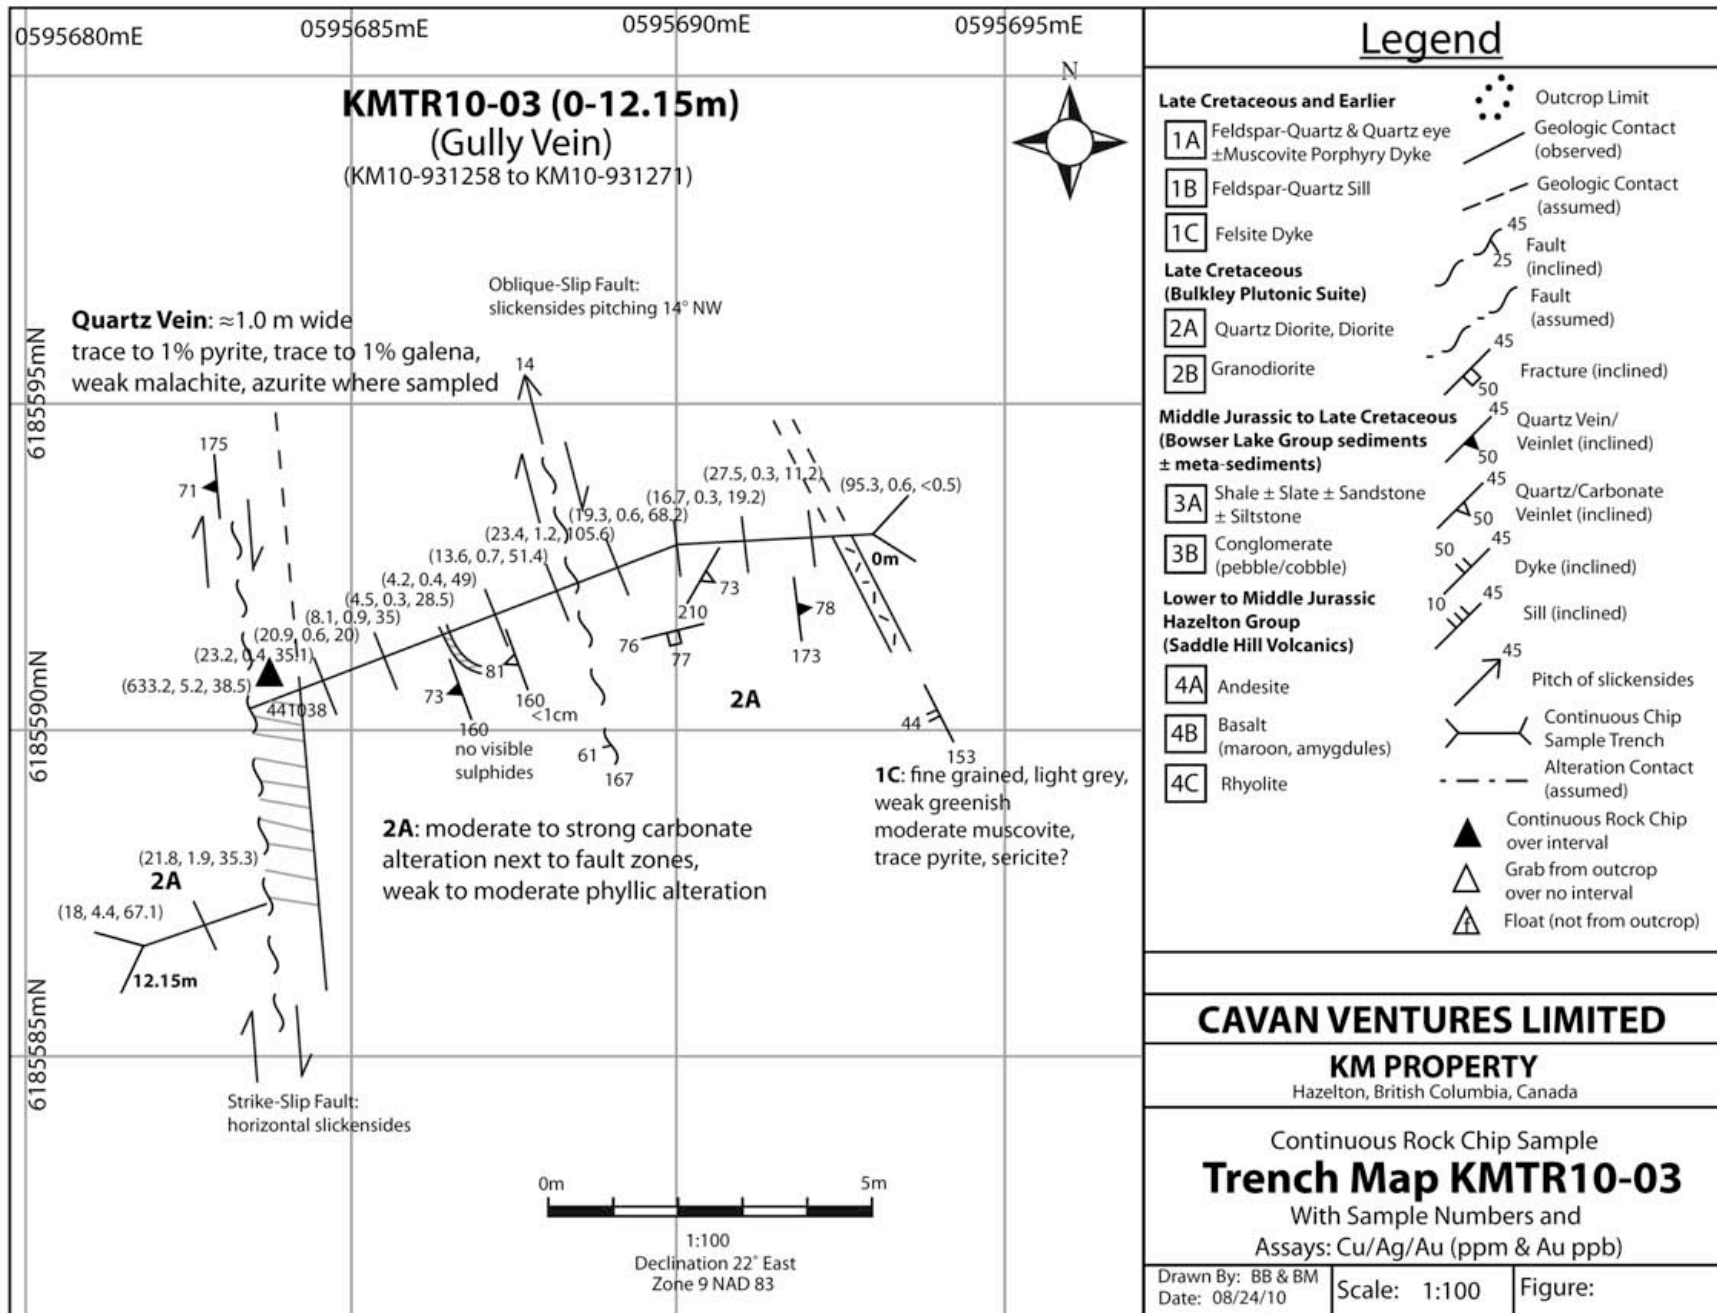 0595680mE
0595685mE
0595690mE
0595695mE
KMTR10-03 (0-12.15m)
(Gully Vein)
(KM10-931258 to KM10-931271)
N
Oblique-Slip Fault:
slickensides pitching 14° NW
Quartz Vein: ≈1.0 m wide
trace to 1% pyrite, trace to 1% galena,
weak malachite, azurite where sampled
6185595mN
14
175
71
(27.5, 0.3, 11.2)
(95.3, 0.6, <0.5)
(16.7, 0.3, 19.2)
(19.3, 0.6, 68.2)
(23.4, 1.2, 105.6)
(13.6, 0.7, 51.4)
0m
(4.2, 0.4, 49)
73
(4.5, 0.3, 28.5)
78
210
(8.1, 0.9, 35)
(20.9, 0.6, 20)
76
77
173
(23.2, 0.4, 35.1)
81
(633.2, 5.2, 38.5)
73
160
441038
<1cm
2A
160
44
6185590mN
no visible
sulphides
61
167
153
1C: fine grained, light grey,
weak greenish
moderate muscovite,
trace pyrite, sericite?
2A: moderate to strong carbonate
alteration next to fault zones,
weak to moderate phyllic alteration
(21.8, 1.9, 35.3)
2A
(18, 4.4, 67.1)
12.15m
6185585mN
Strike-Slip Fault:
horizontal slickensides
0m
5m
1:100
Declination 22° East
Zone 9 NAD 83
Legend
Late Cretaceous and Earlier
1A Feldspar-Quartz & Quartz eye
±Muscovite Porphyry Dyke
1B Feldspar-Quartz Sill
1C Felsite Dyke
Late Cretaceous
(Bulkley Plutonic Suite)
2A Quartz Diorite, Diorite
2B Granodiorite
Middle Jurassic to Late Cretaceous
(Bowser Lake Group sediments
± meta-sediments)
3A Shale ± Slate ± Sandstone
± Siltstone
3B Conglomerate
(pebble/cobble)
Lower to Middle Jurassic
Hazelton Group
(Saddle Hill Volcanics)
4A Andesite
4B Basalt
(maroon, amygdules)
4C Rhyolite
Outcrop Limit
Geologic Contact
(observed)
Geologic Contact
(assumed)
45
25
Fault
(inclined)
Fault
(assumed)
45
50
Fracture (inclined)
45
50
Quartz Vein/
Veinlet (inclined)
45
50
Quartz/Carbonate
Veinlet (inclined)
50
45
Dyke (inclined)
10
45
Sill (inclined)
45
Pitch of slickensides
Continuous Chip
Sample Trench
Alteration Contact
(assumed)
Continuous Rock Chip
over interval
Grab from outcrop
over no interval
f
Float (not from outcrop)
CAVAN VENTURES LIMITED
KM PROPERTY
Hazelton, British Columbia, Canada
Continuous Rock Chip Sample
Trench Map KMTR10-03
With Sample Numbers and
Assays: Cu/Ag/Au (ppm & Au ppb)
Drawn By: BB & BM
Date: 08/24/10
Scale: 1:100
Figure: